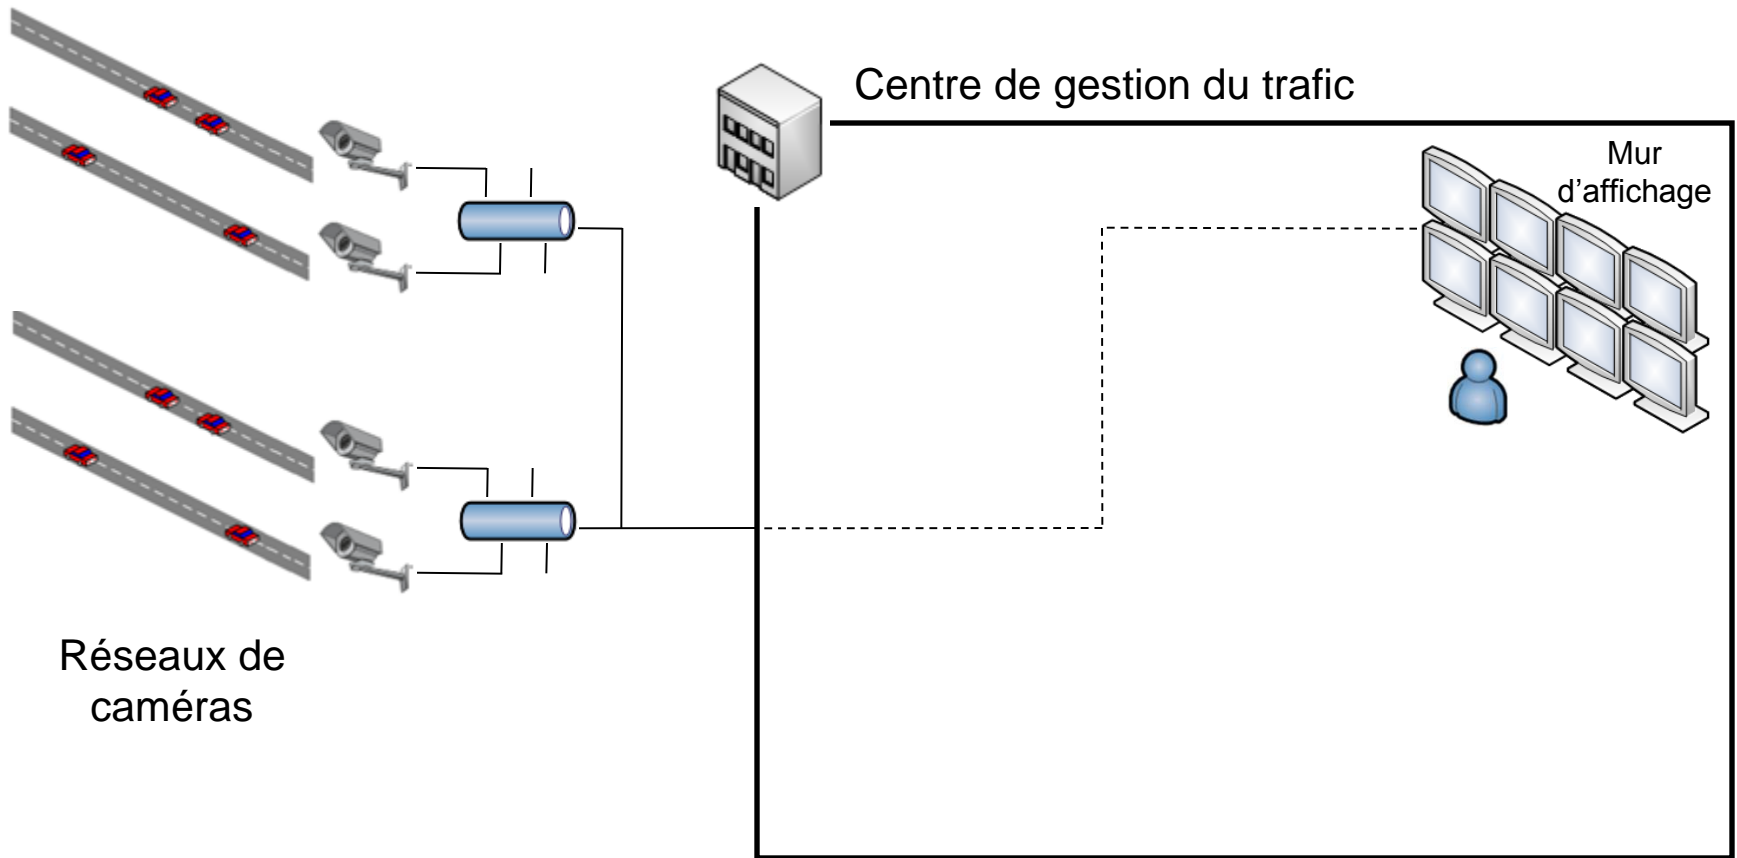 Centre de gestion du trafic
Mur
d’affichage
Réseaux de
caméras